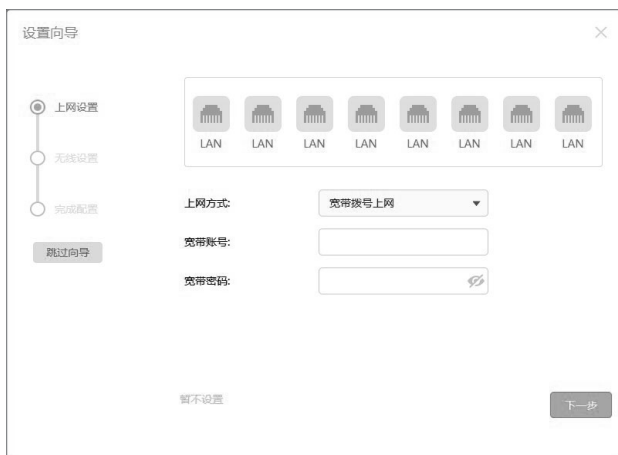 设置向导
上网设置
无线设置
完成配置
跳过向导
LAN LAN LAN LAN LAN LAN LAN LAN
上网方式: 宽带拨号上网
宽带账号:
宽带密码:
暂不设置
下一步